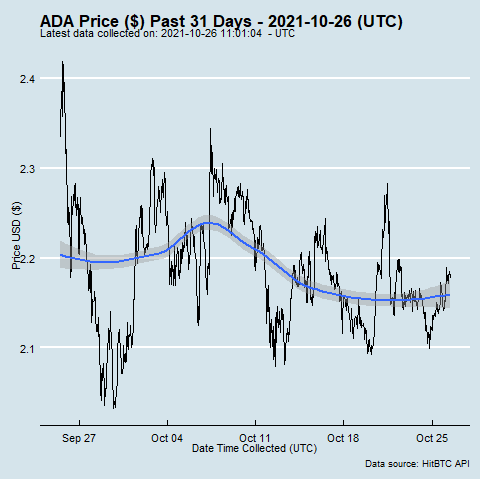 ADA Price ($) Past 31 Days - 2021-10-26 (UTC)
Latest data collected on: 2021-10-26 11:01:04 - UTC
Price USD ($)
2.4
2.3
2.2
2.1
Sep 27
Oct 04
Oct 11
Oct 18
Oct 25
Date Time Collected (UTC)
Data source: HitBTC API